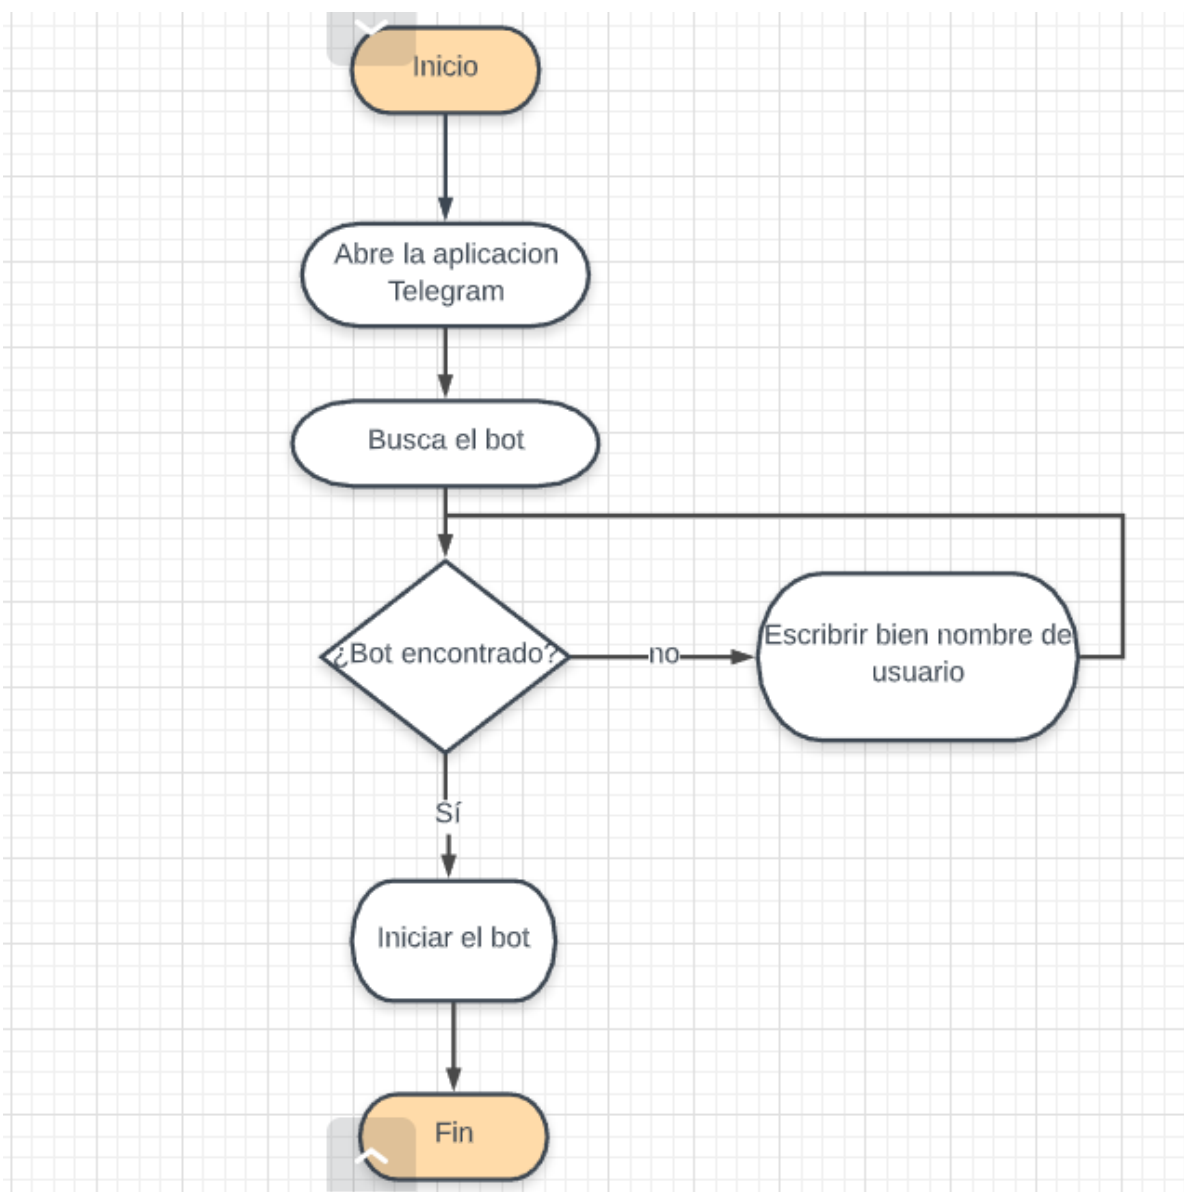 Inicio
Abre la aplicacion
Telegram
Busca el bot
¿Bot encontrado?
no
Escribrir bien nombre de
usuario
Sí
Iniciar el bot
Fin